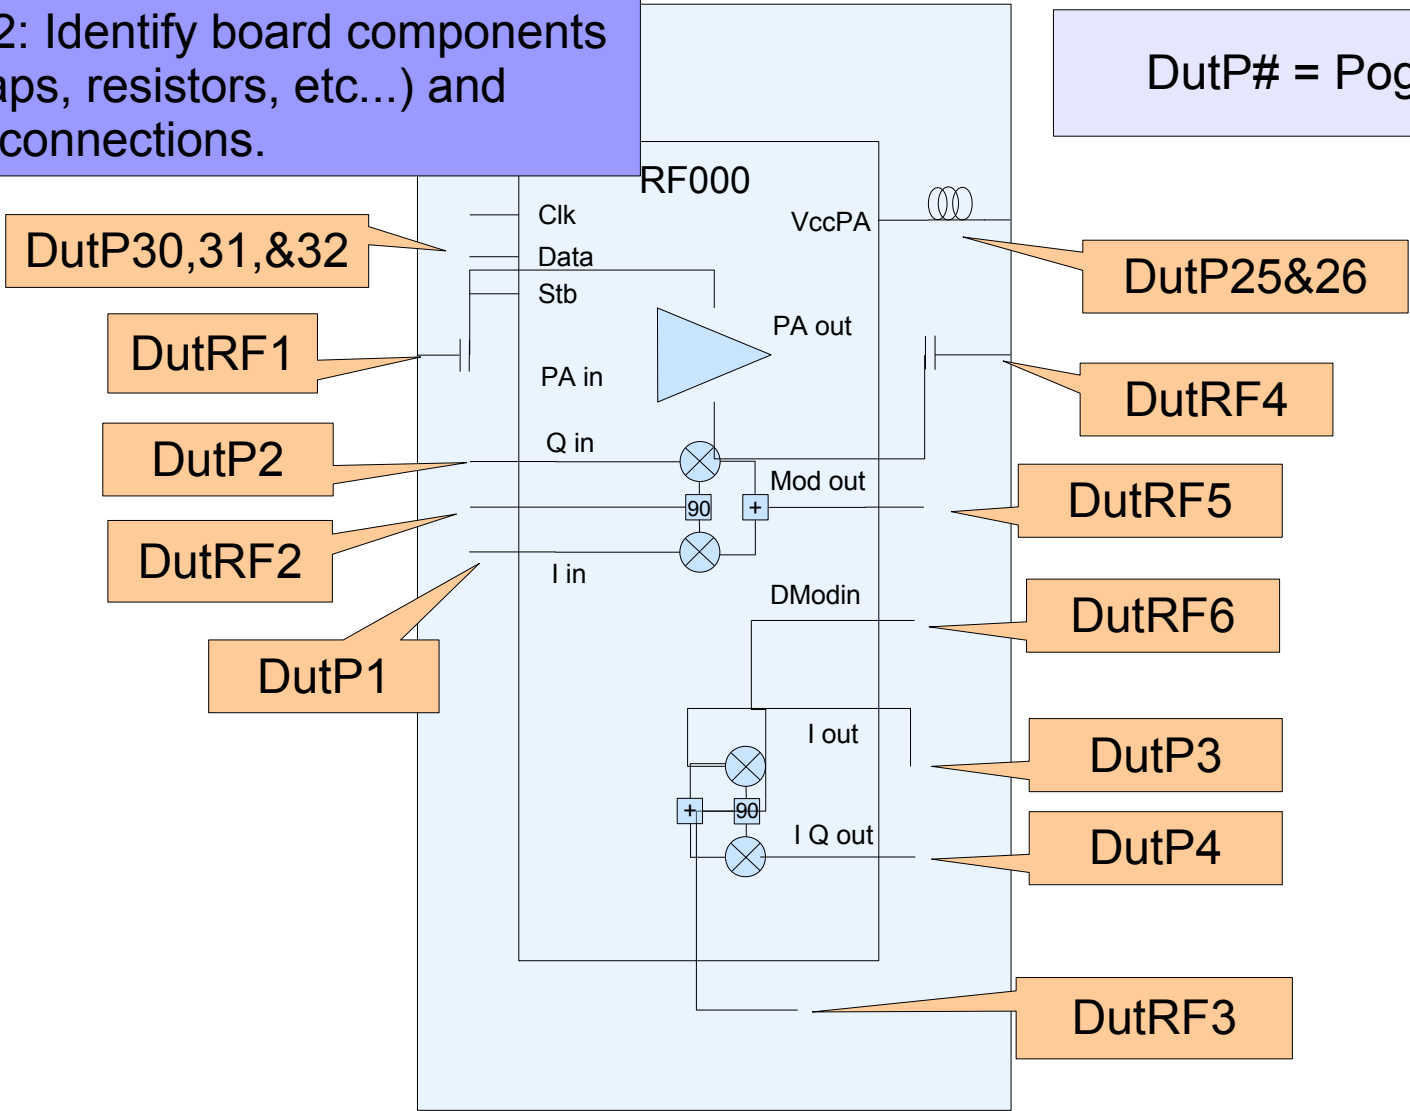 2: Identify board components
aps, resistors, etc...) and
connections.
DutP# = Pog
RF000
Clk
VccPA
DutP30,31,&32
Data
DutP25&26
Stb
PA out
DutRF1
PA in
DutRF4
Q in
DutP2
Mod out
DutRF5
90
+
DutRF2
I in
DModin
DutRF6
DutP1
I out
DutP3
+
90
I Q out
DutP4
DutRF3